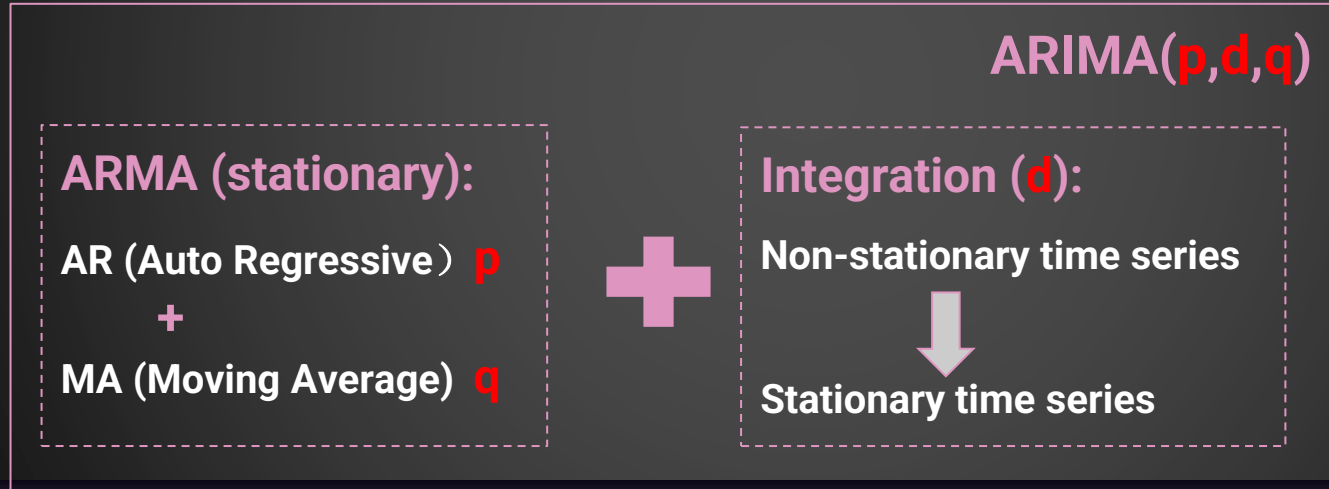 ARIMA(p,d,q)
ARMA (stationary):
AR (Auto Regressive） p
+
MA (Moving Average) q
Integration (d):
Non-stationary time series
Stationary time series